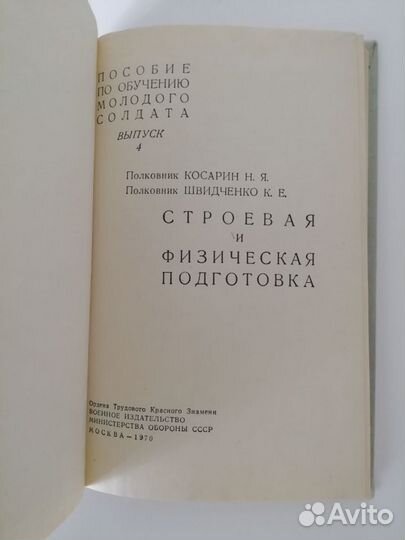 ПОСОБИЕ
ПО ОБУЧЕНИЮ
МОЛОДОГО
СОЛДАТА
ВЫПУСК
4
Полковник КОСАРИН Н. Я.
Полковник ШВИДЧЕНКО К. Е.
СТРОЕВАЯ
И
ФИЗИЧЕСКАЯ
ПОДГОТОВКА
Ордена Трудового Красного Знамени
ВОЕННОЕ ИЗДАТЕЛЬСТВО
МИНИСТЕРСТВА ОБОРОНЫ СССР
МОСКВА—1970
Avito